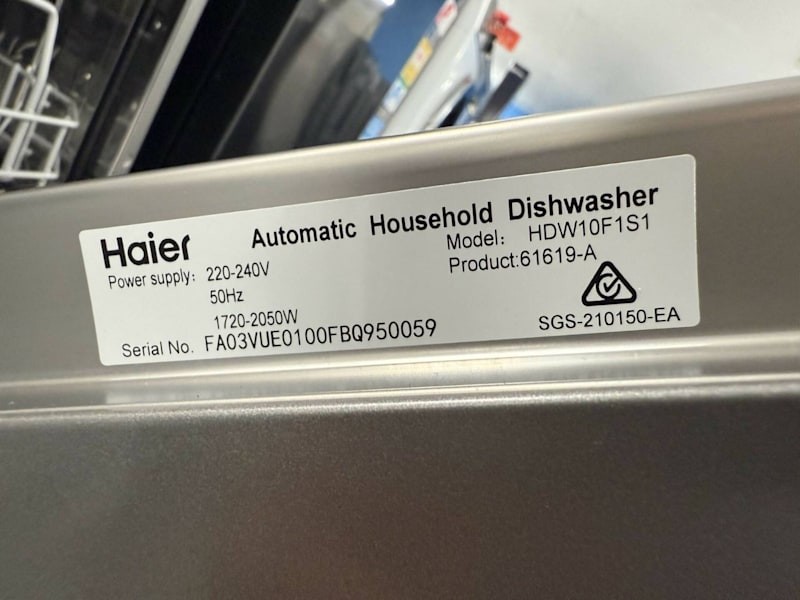 Haier
Automatic Household Dishwasher
Power supply: 220-240V
50Hz
1720-2050W
Model: HDW10F1S1
Product:61619-A
SGS-210150-EA
Serial No. FA03VUE0100FBQ950059